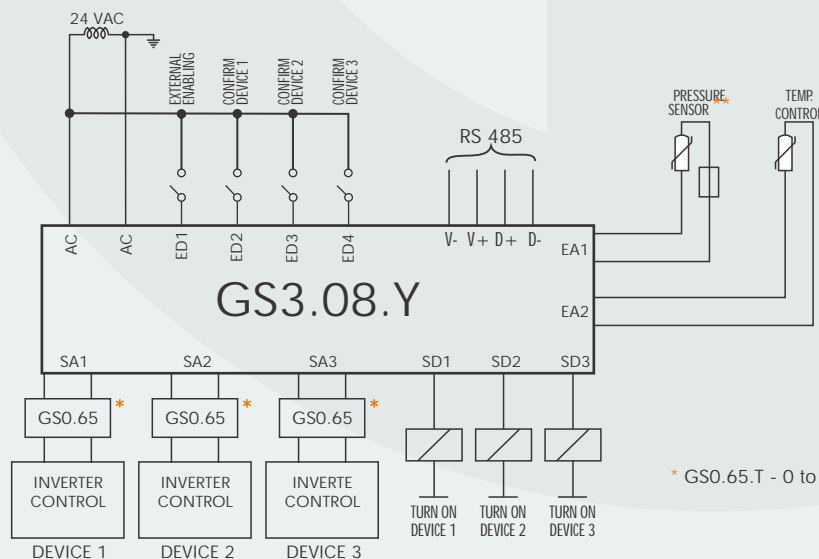 24 VAC
EXTERNAL
ENABLING
CONFIRM
DEVICE 1
CONFIRM
DEVICE 2
CONFIRM
DEVICE 3
RS 485
PRESSURE
SENSOR **
TEMP.
CONTROL
AC
AC
ED1
ED2
ED3
ED4
V-
V+
D+
D-
EA1
EA2
GS3.08.Y
SA1
SA2
SA3
SD1
SD2
SD3
GS0.65 *
GS0.65 *
GS0.65 *
INVERTER
CONTROL
INVERTER
CONTROL
INVERTE
CONTROL
DEVICE 1
DEVICE 2
DEVICE 3
TURN ON
DEVICE 1
TURN ON
DEVICE 2
TURN ON
DEVICE 3
* GS0.65.T - 0 to